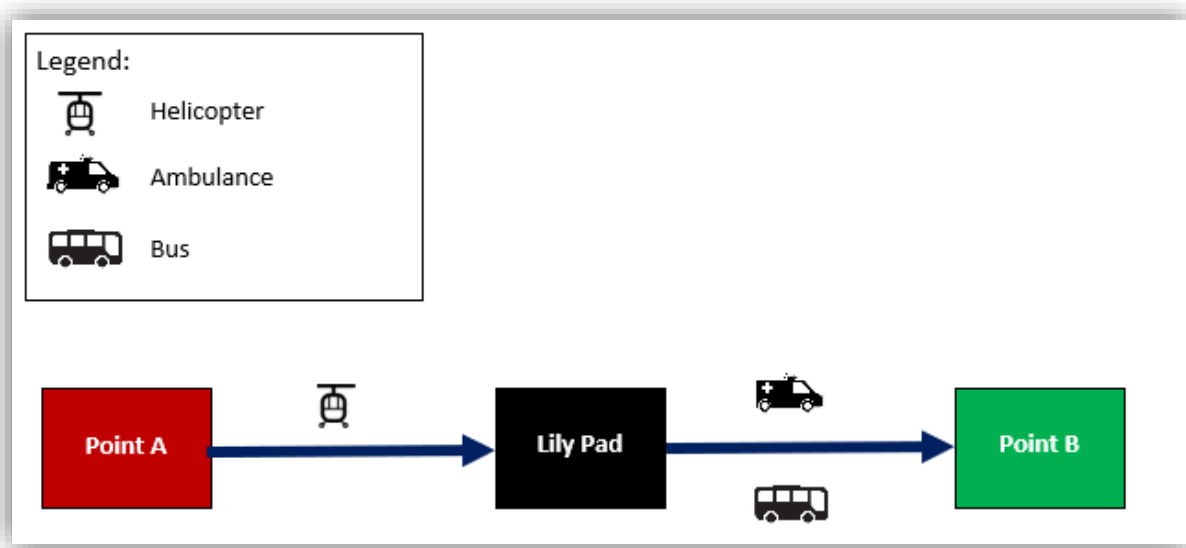 Legend:
Helicopter
Ambulance
Bus
Point A
Lily Pad
Point B